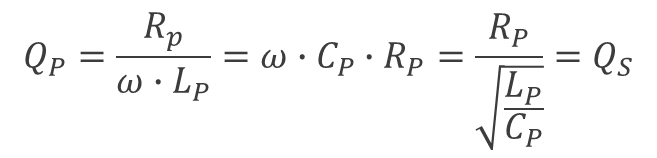 Q_P = R_p / (ω · L_P) = ω · C_P · R_P = R_P / √(L_P / C_P) = Q_S